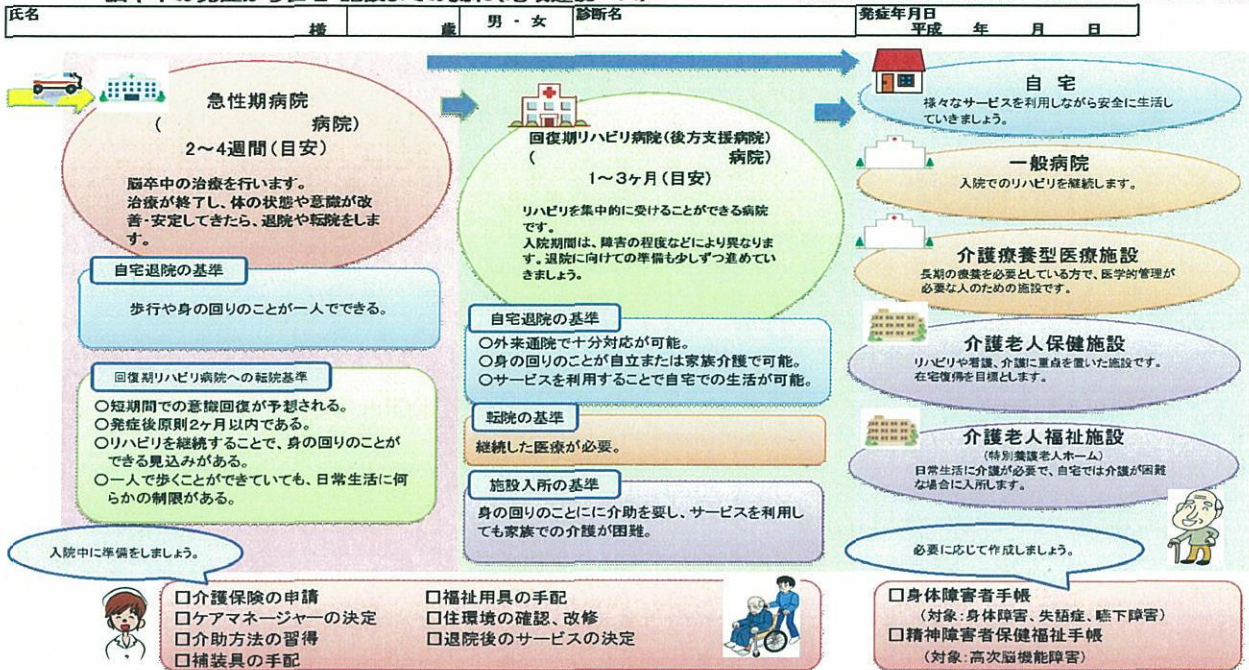 氏名 様 歳 男 ・ 女 診断名 発症年月日
平成 年 月 日
急性期病院
( 病院)
2～4週間(目安)
脳卒中の治療を行います。
治療が終了し、体の状態や意識が改
善・安定してきたら、退院や転院をしま
す。
自宅退院の基準
歩行や身の回りのことが一人でできる。
回復期リハビリ病院への転院基準
○短期間での意識回復が予想される。
○発症後原則2ヶ月以内である。
○リハビリを継続することで、身の回りのことが
できる見込みがある。
○一人で歩くことができていても、日常生活に何
らかの制限がある。
回復期リハビリ病院(後方支援病院)
( 病院)
1～3ヶ月(目安)
リハビリを集中的に受けることができる病院
です。
入院期間は、障害の程度などにより異なりま
す。退院に向けての準備も少しずつ進めてい
きましょう。
自宅退院の基準
○外来通院で十分対応が可能。
○身の回りのことが自立または家族介護で可能。
○サービスを利用することで自宅での生活が可能。
転院の基準
継続した医療が必要。
施設入所の基準
身の回りのことにに介助を要し、サービスを利用し
ても家族での介護が困難。
自 宅
様々なサービスを利用しながら安全に生活し
ていきましょう。
一般病院
入院でのリハビリを継続します。
介護療養型医療施設
長期の療養を必要としている方で、医学的管理が
必要な人のための施設です。
介護老人保健施設
リハビリや看護、介護に重点を置いた施設です。
在宅復帰を目標とします。
介護老人福祉施設
(特別養護老人ホーム)
日常生活に介護が必要で、自宅では介護が困難
な場合に入所します。
入院中に準備をしましょう。
□介護保険の申請
□ケアマネージャーの決定
□介助方法の習得
□補装具の手配
□福祉用具の手配
□住環境の確認、改修
□退院後のサービスの決定
必要に応じて作成しましょう。
□身体障害者手帳
(対象:身体障害、失語症、嚥下障害)
□精神障害者保健福祉手帳
(対象:高次脳機能障害)